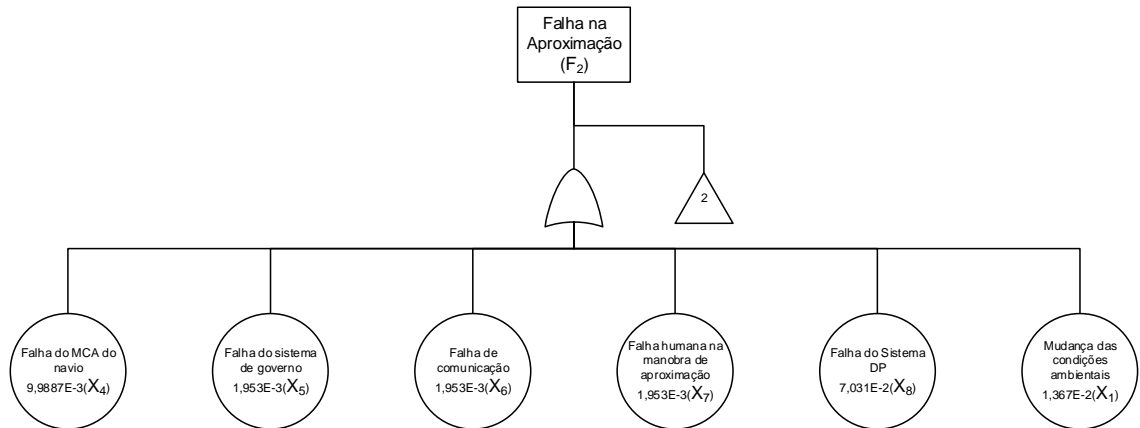 Falha na
Aproximação
(F₂)
2
Falha do MCA do
navio
9,9887E-3(X₄)
Falha do sistema
de governo
1,953E-3(X₅)
Falha de
comunicação
1,953E-3(X₆)
Falha humana na
manobra de
aproximação
1,953E-3(X₇)
Falha do Sistema
DP
7,031E-2(X₈)
Mudança das
condições
ambientais
1,367E-2(X₁)